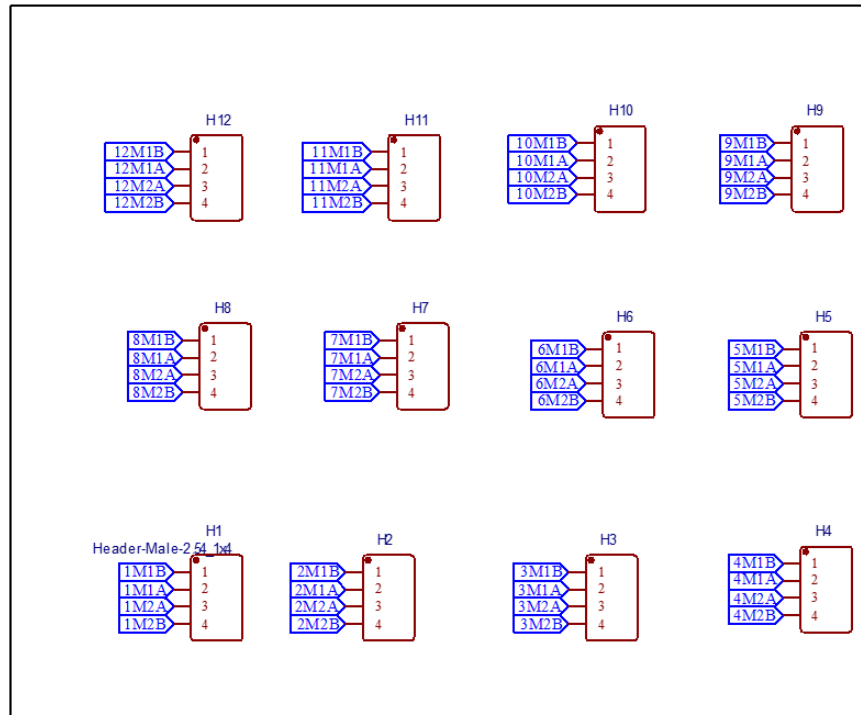 H12
12M1B 1
12M1A 2
12M2A 3
12M2B 4
H11
11M1B 1
11M1A 2
11M2A 3
11M2B 4
H10
10M1B 1
10M1A 2
10M2A 3
10M2B 4
H9
9M1B 1
9M1A 2
9M2A 3
9M2B 4
H8
8M1B 1
8M1A 2
8M2A 3
8M2B 4
H7
7M1B 1
7M1A 2
7M2A 3
7M2B 4
H6
6M1B 1
6M1A 2
6M2A 3
6M2B 4
H5
5M1B 1
5M1A 2
5M2A 3
5M2B 4
H1
Header-Male-2.54_1x4
1M1B 1
1M1A 2
1M2A 3
1M2B 4
H2
2M1B 1
2M1A 2
2M2A 3
2M2B 4
H3
3M1B 1
3M1A 2
3M2A 3
3M2B 4
H4
4M1B 1
4M1A 2
4M2A 3
4M2B 4